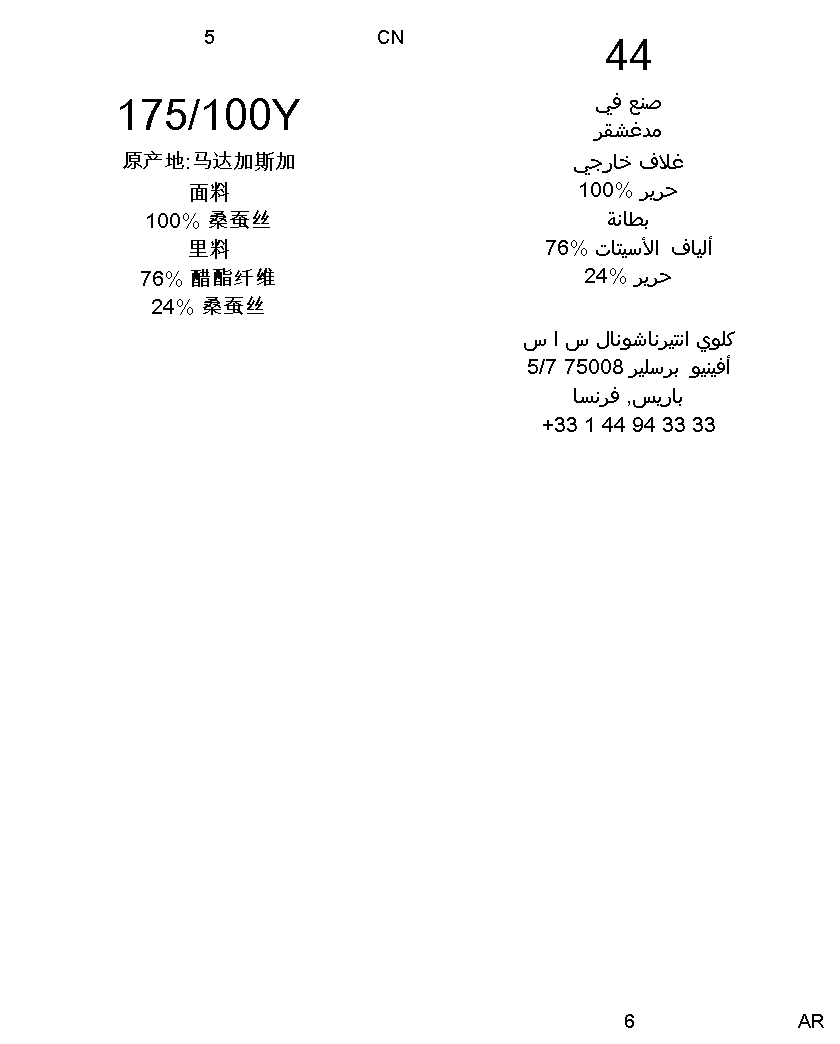 5
CN
175/100Y
原产地:马达加斯加
面料
100% 桑蚕丝
里料
76% 醋酯纤维
24% 桑蚕丝
44
صنع في
مدغشقر
غلاف خارجي
حرير %100
بطانة
ألياف الأسيتات %76
حرير %24
كلوي انتيرناشونال س ا س
أفينيو برسلير 75008 5/7
باريس, فرنسا
+33 1 44 94 33 33
6
AR